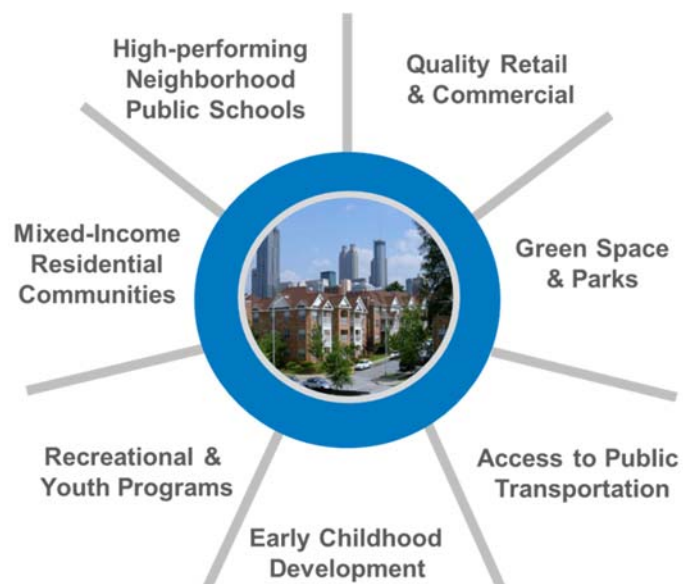 High-performing
Neighborhood
Public Schools
Quality Retail
& Commercial
Mixed-Income
Residential
Communities
Green Space
& Parks
Recreational &
Youth Programs
Access to Public
Transportation
Early Childhood
Development